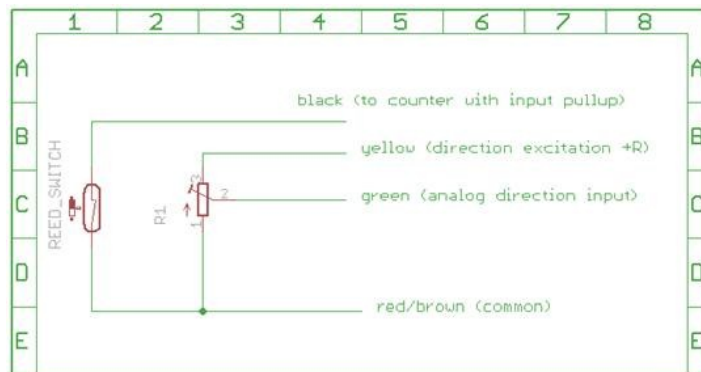 1 2 3 4 5 6 7 8
A A
black (to counter with input pullup)
B B
yellow (direction excitation +R)
REED_SWITCH
3
C C
2
green (analog direction input)
R1
1
D D
red/brown (common)
E E